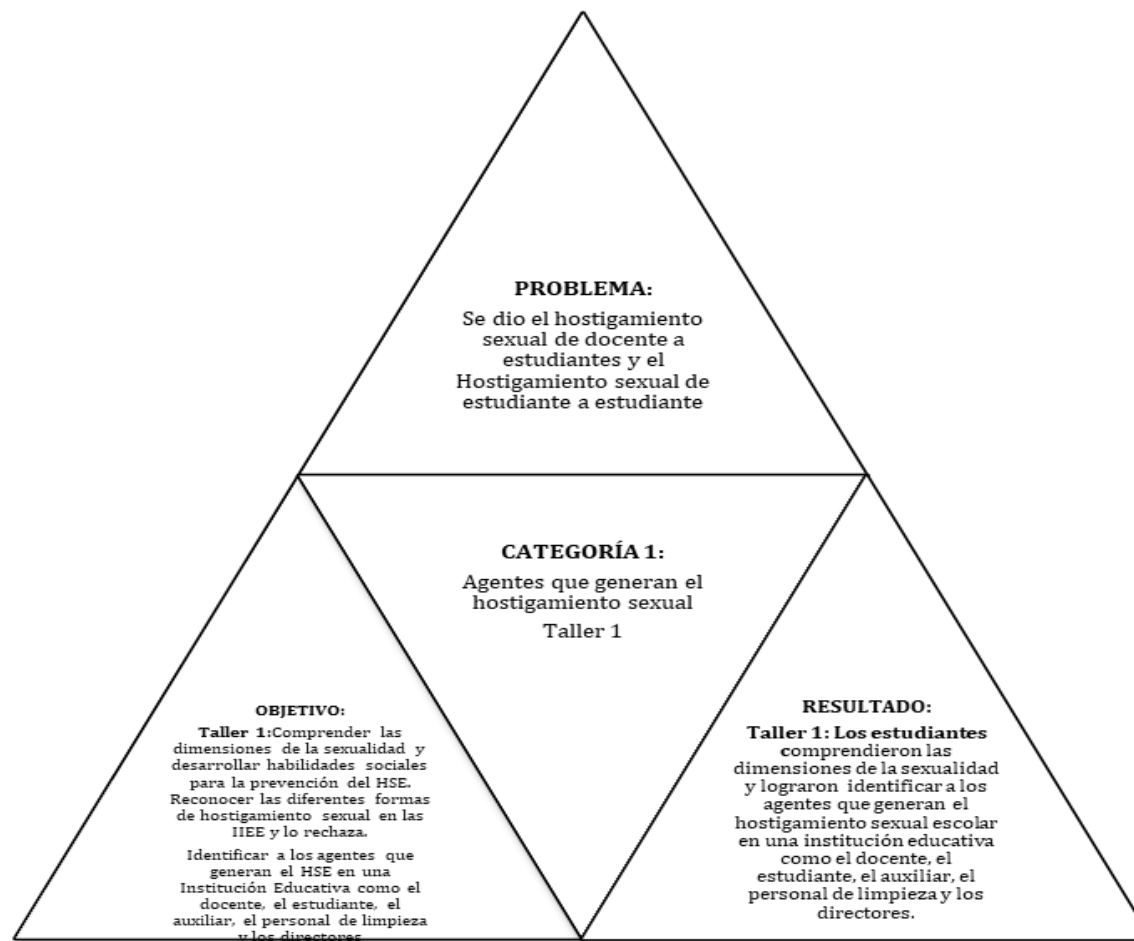 PROBLEMA:
Se dio el hostigamiento
sexual de docente a
estudiantes y el
Hostigamiento sexual de
estudiante a estudiante
CATEGORÍA 1:
Agentes que generan el
hostigamiento sexual
Taller 1
OBJETIVO:
Taller 1:Comprender las
dimensiones de la sexualidad y
desarrollar habilidades sociales
para la prevención del HSE.
Reconocer las diferentes formas
de hostigamiento sexual en las
IIEE y lo rechaza.
Identificar a los agentes que
generan el HSE en una
Institución Educativa como el
docente, el estudiante, el
auxiliar, el personal de limpieza
y los directores
RESULTADO:
Taller 1: Los estudiantes
comprendieron las
dimensiones de la sexualidad
y lograron identificar a los
agentes que generan el
hostigamiento sexual escolar
en una institución educativa
como el docente, el
estudiante, el auxiliar, el
personal de limpieza y los
directores.